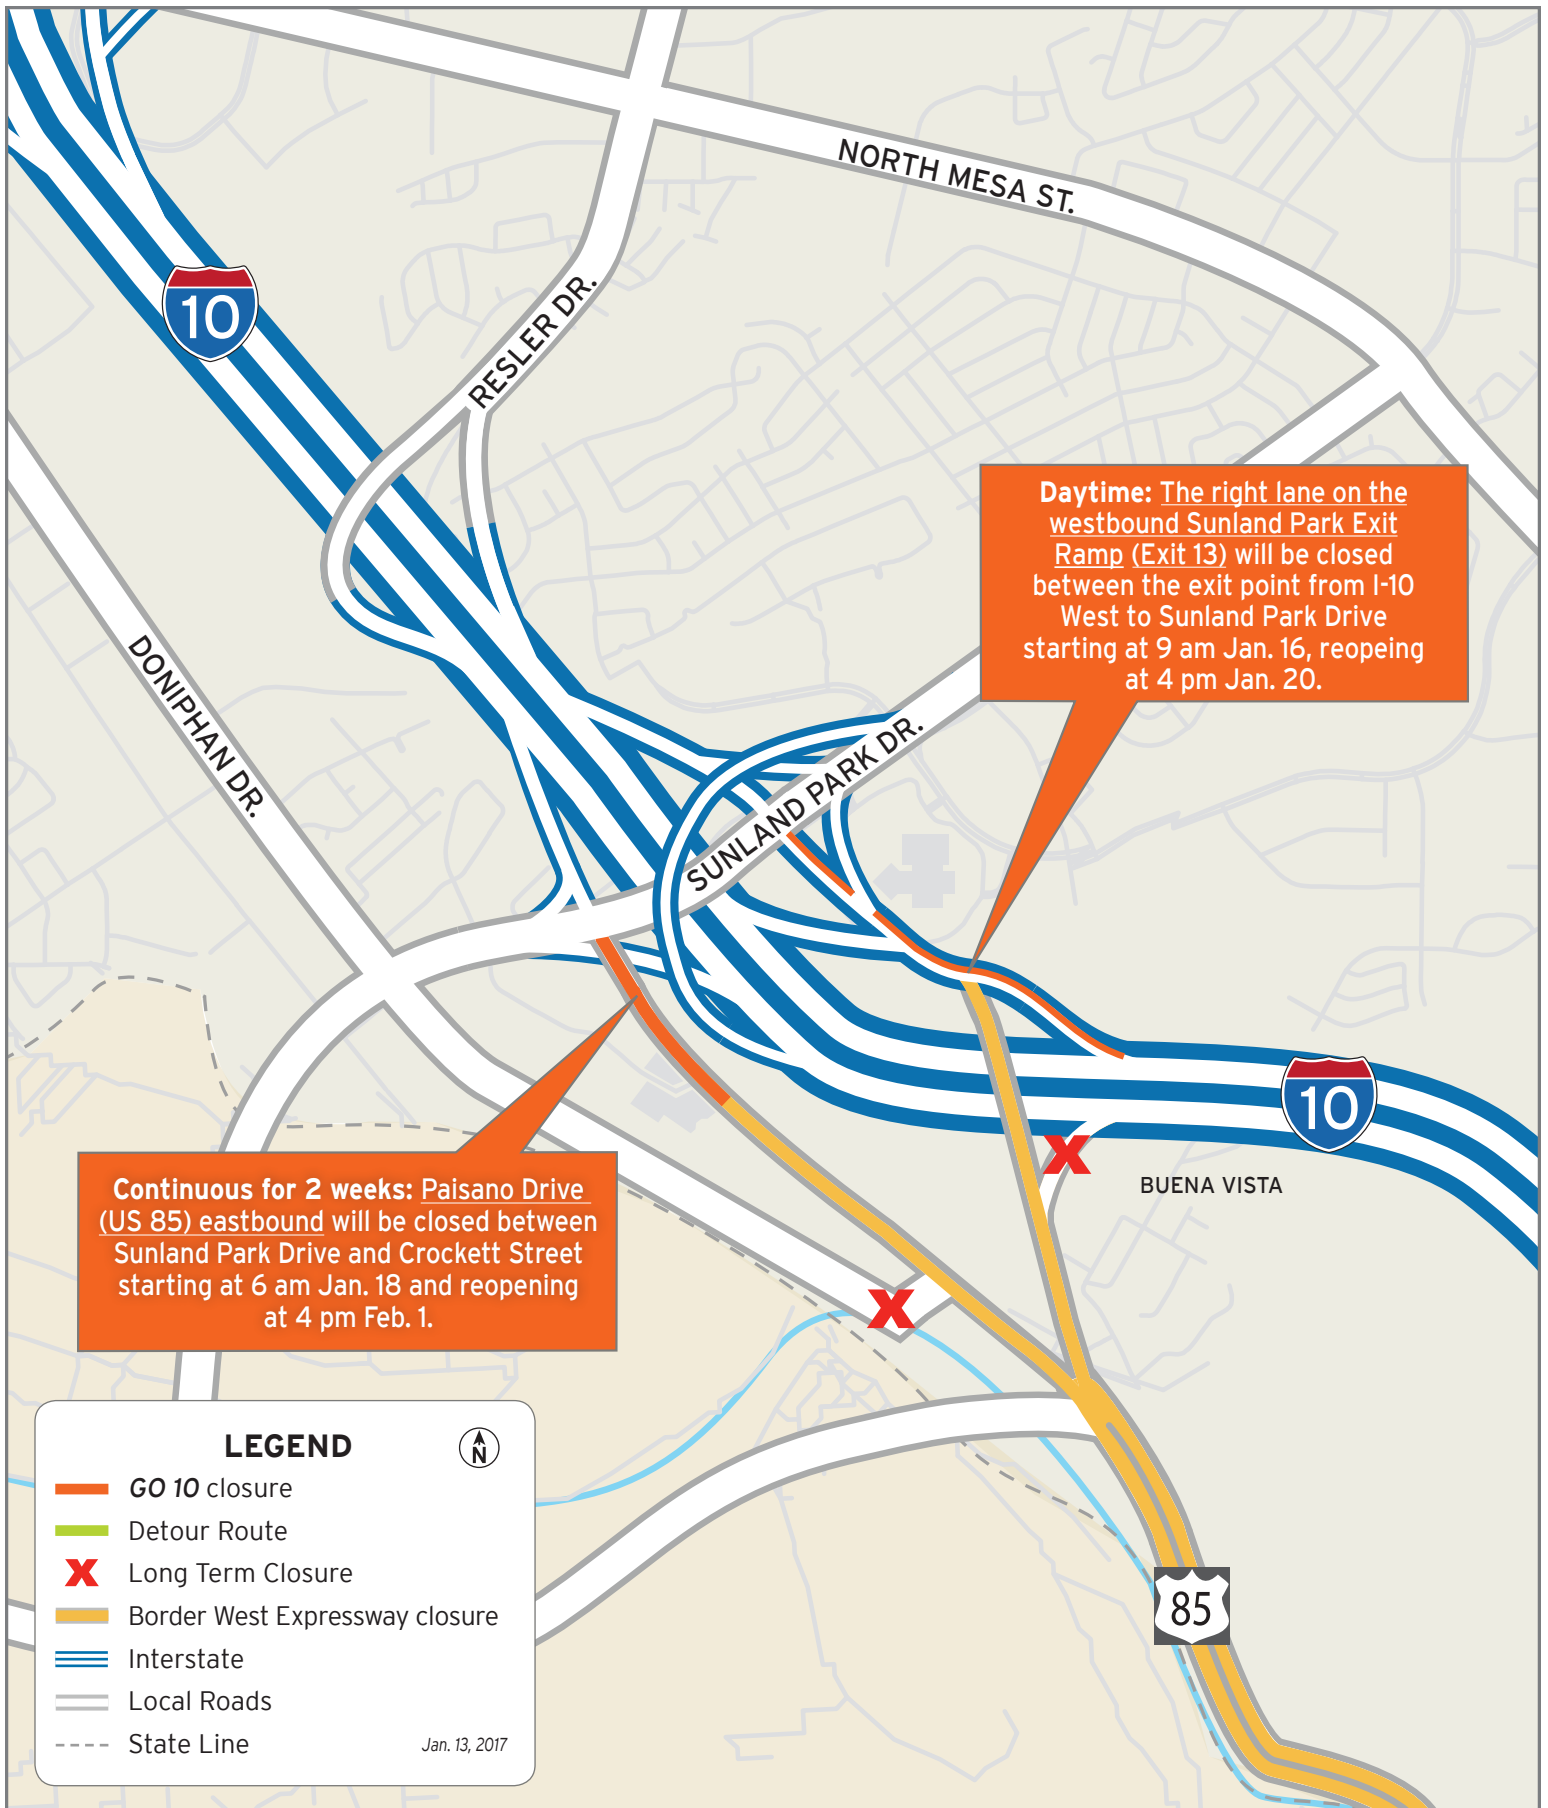 NORTH MESA ST.
10
RESLER DR.
Daytime: The right lane on the
westbound Sunland Park Exit
Ramp (Exit 13) will be closed
between the exit point from I-10
West to Sunland Park Drive
starting at 9 am Jan. 16, reopeing
at 4 pm Jan. 20.
DONIPHAN DR.
SUNLAND PARK DR.
10
BUENA VISTA
Continuous for 2 weeks: Paisano Drive
(US 85) eastbound will be closed between
Sunland Park Drive and Crockett Street
starting at 6 am Jan. 18 and reopening
at 4 pm Feb. 1.
X
X
LEGEND
N
GO 10 closure
Detour Route
X Long Term Closure
Border West Expressway closure
Interstate
Local Roads
State Line
Jan. 13, 2017
85